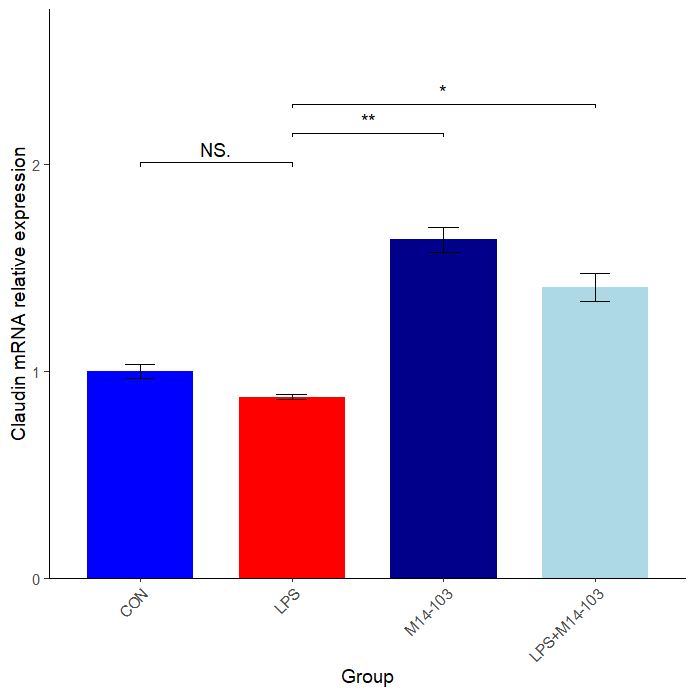 *
**
NS.
2
1
0
Claudin mRNA relative expression
CON
LPS
M14-103
LPS+M14-103
Group